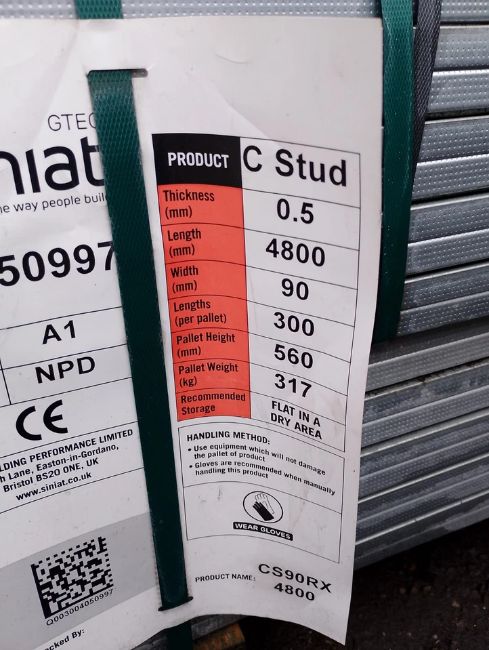 GTEC
niat
he way people buil
50997
A1
NPD
CE
LDING PERFORMANCE LIMITED
h Lane, Easton-in-Gordano,
Bristol BS20 0NE, UK
www.siniat.uk
Q003004050997
cked By:
PRODUCT C Stud
Thickness (mm) 0.5
Length (mm) 4800
Width (mm) 90
Lengths (per pallet) 300
Pallet Height (mm) 560
Pallet Weight (kg) 317
Recommended Storage FLAT IN A DRY AREA
HANDLING METHOD:
• Use equipment which will not damage
the pallet of product
• Gloves are recommended when manually
handling this product
WEAR GLOVES
PRODUCT NAME: CS90RX
4800